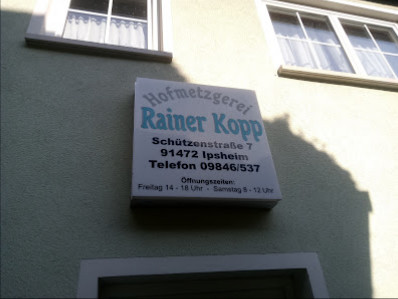 Hofmetzgerei
Rainer Kopp
Schützenstraße 7
91472 Ipsheim
Telefon 09846/537
Öffnungszeiten:
Freitag 14 - 18 Uhr - Samstag 8 - 12 Uhr